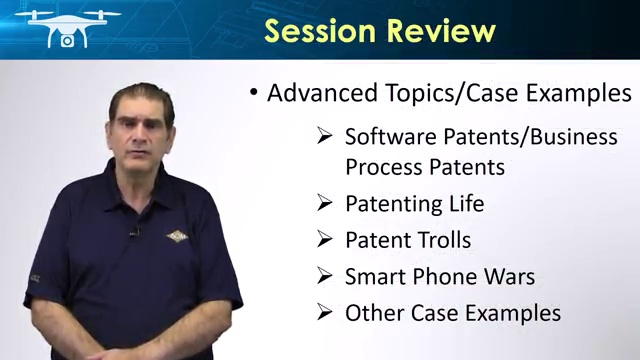 Session Review
• Advanced Topics/Case Examples
➢ Software Patents/Business
Process Patents
➢ Patenting Life
➢ Patent Trolls
➢ Smart Phone Wars
➢ Other Case Examples